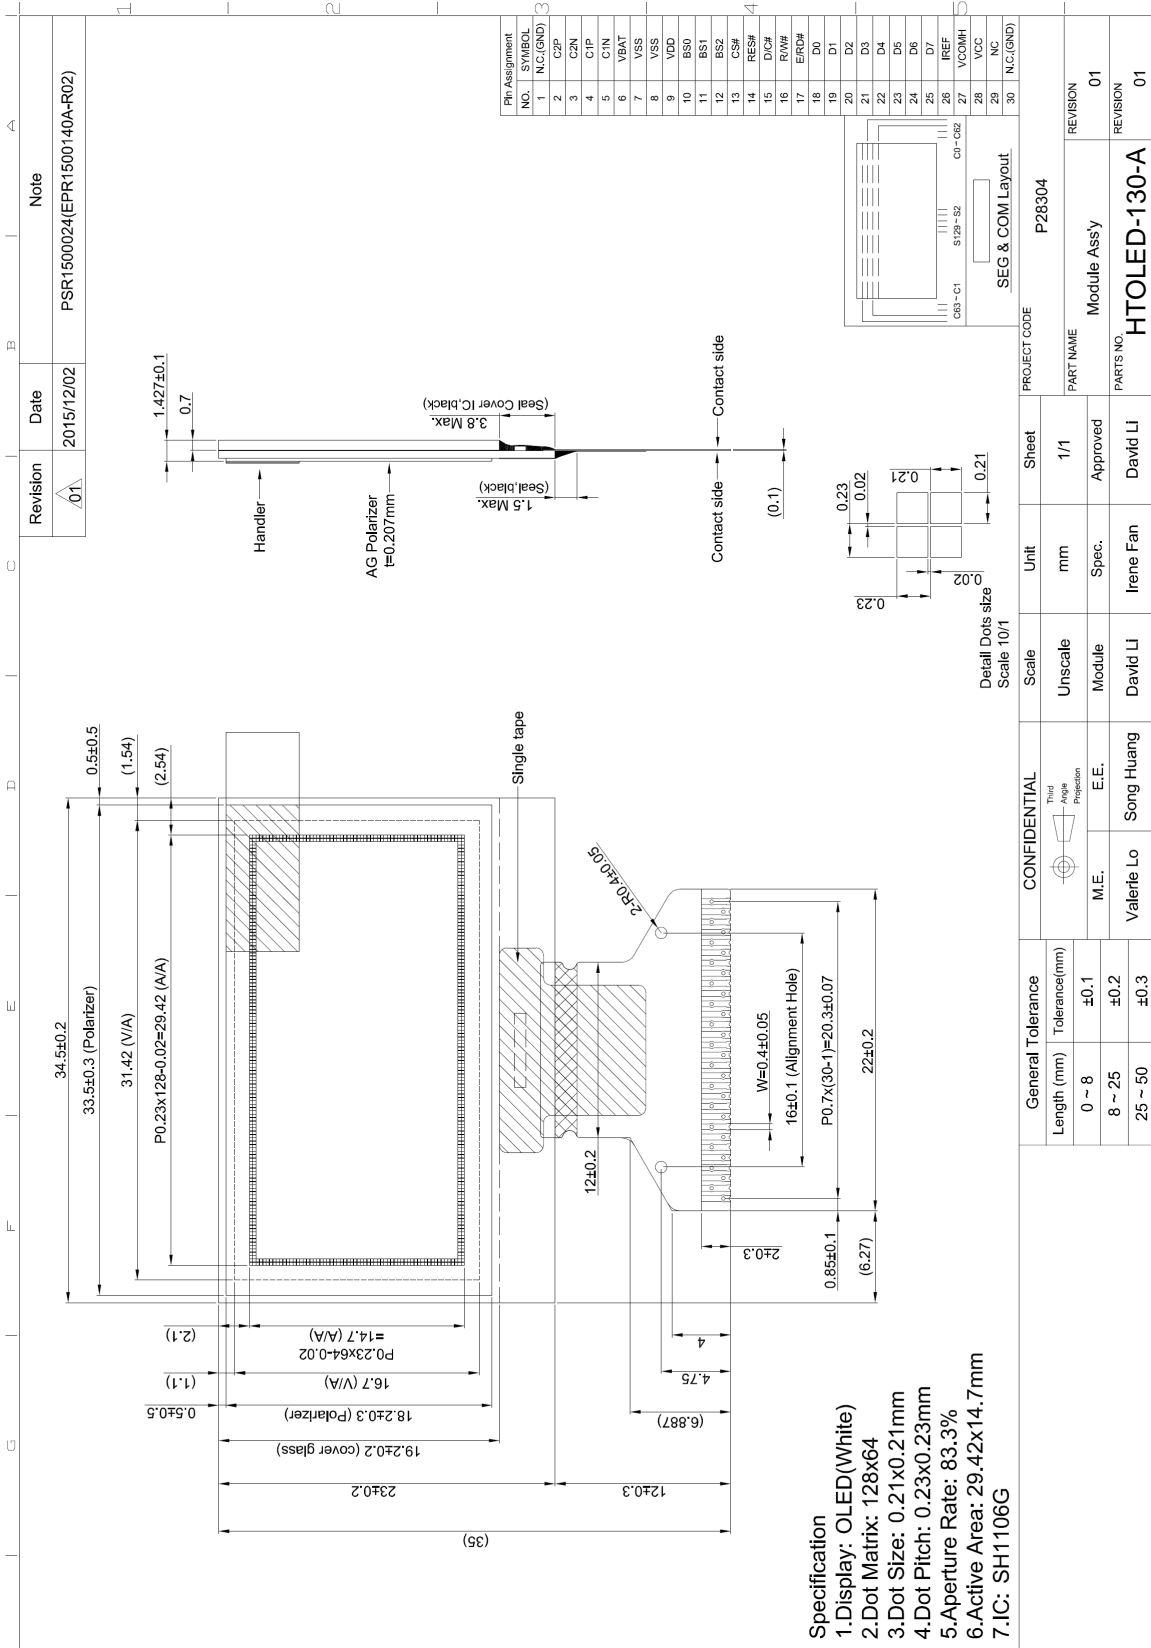 1
2
3
4
5
A
B
C
D
E
F
G
Revision Date Note
01 2015/12/02 PSR1500024(EPR1500140A-R02)
34.5±0.2
0.5±0.5
33.5±0.3 (Polarizer)
(1.54)
31.42 (V/A)
(2.54)
P0.23x128-0.02=29.42 (A/A)
(2.1)
P0.23x64-0.02
=14.7 (A/A)
(1.1)
16.7 (V/A)
0.5±0.5
18.2±0.3 (Polarizer)
19.2±0.2 (cover glass)
23±0.2
12±0.3
(35)
Single tape
12±0.2
2-R0.4±0.05
W=0.4±0.05
16±0.1 (Alignment Hole)
P0.7x(30-1)=20.3±0.07
22±0.2
2±0.3
0.85±0.1
(6.27)
4
4.75
(6.887)
1.427±0.1
0.7
Handler
AG Polarizer
t=0.207mm
3.8 Max.
(Seal Cover IC,black)
1.5 Max.
(Seal,black)
Contact side
Contact side
(0.1)
0.23
0.02
0.21
0.21
0.02
0.23
Detail Dots size
Scale 10/1
Pin Assignment
NO. SYMBOL
1 N.C.(GND)
2 C2P
3 C2N
4 C1P
5 C1N
6 VBAT
7 VSS
8 VSS
9 VDD
10 BS0
11 BS1
12 BS2
13 CS#
14 RES#
15 D/C#
16 R/W#
17 E/RD#
18 D0
19 D1
20 D2
21 D3
22 D4
23 D5
24 D6
25 D7
26 IREF
27 VCOMH
28 VCC
29 NC
30 N.C.(GND)
C63 ~ C1 S129 ~ S2 C0 ~ C62
SEG & COM Layout
Specification
1.Display: OLED(White)
2.Dot Matrix: 128x64
3.Dot Size: 0.21x0.21mm
4.Dot Pitch: 0.23x0.23mm
5.Aperture Rate: 83.3%
6.Active Area: 29.42x14.7mm
7.IC: SH1106G
General Tolerance
Length (mm) Tolerance(mm)
0 ~ 8 ±0.1
8 ~ 25 ±0.2
25 ~ 50 ±0.3
CONFIDENTIAL
Third
Angle
Projection
M.E. E.E.
Valerie Lo Song Huang
Scale Unit Sheet
Unscale mm 1/1
Module Spec. Approved
David Li Irene Fan David Li
PROJECT CODE
P28304
PART NAME
Module Ass'y
REVISION
01
PARTS NO.
HTOLED-130-A
REVISION
01